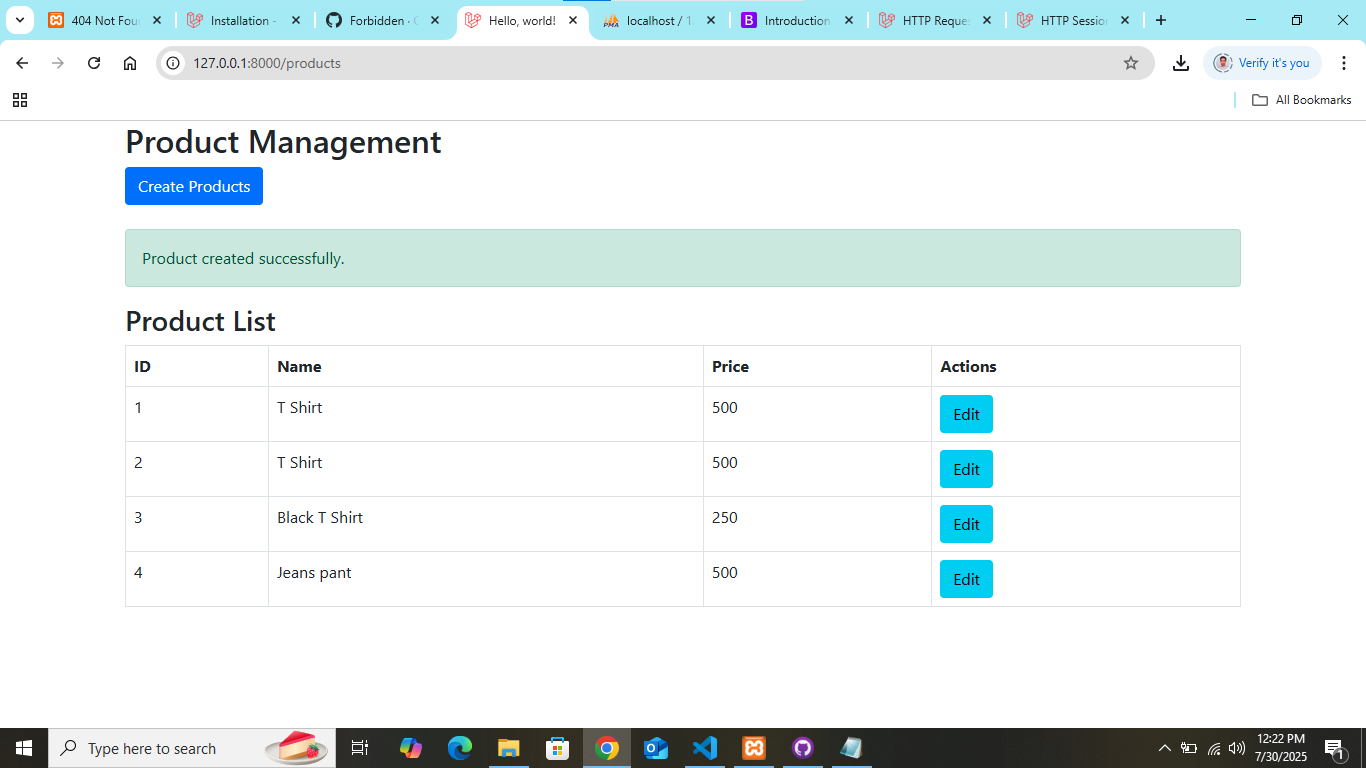 404 Not Fou
Installation -
Forbidden · G
Hello, world!
localhost / 1
Introduction
HTTP Reque
HTTP Session
127.0.0.1:8000/products
Verify it's you
All Bookmarks
Product Management
Create Products
Product created successfully.
Product List
ID Name Price Actions
1 T Shirt 500 Edit
2 T Shirt 500 Edit
3 Black T Shirt 250 Edit
4 Jeans pant 500 Edit
Type here to search
12:22 PM
7/30/2025
1